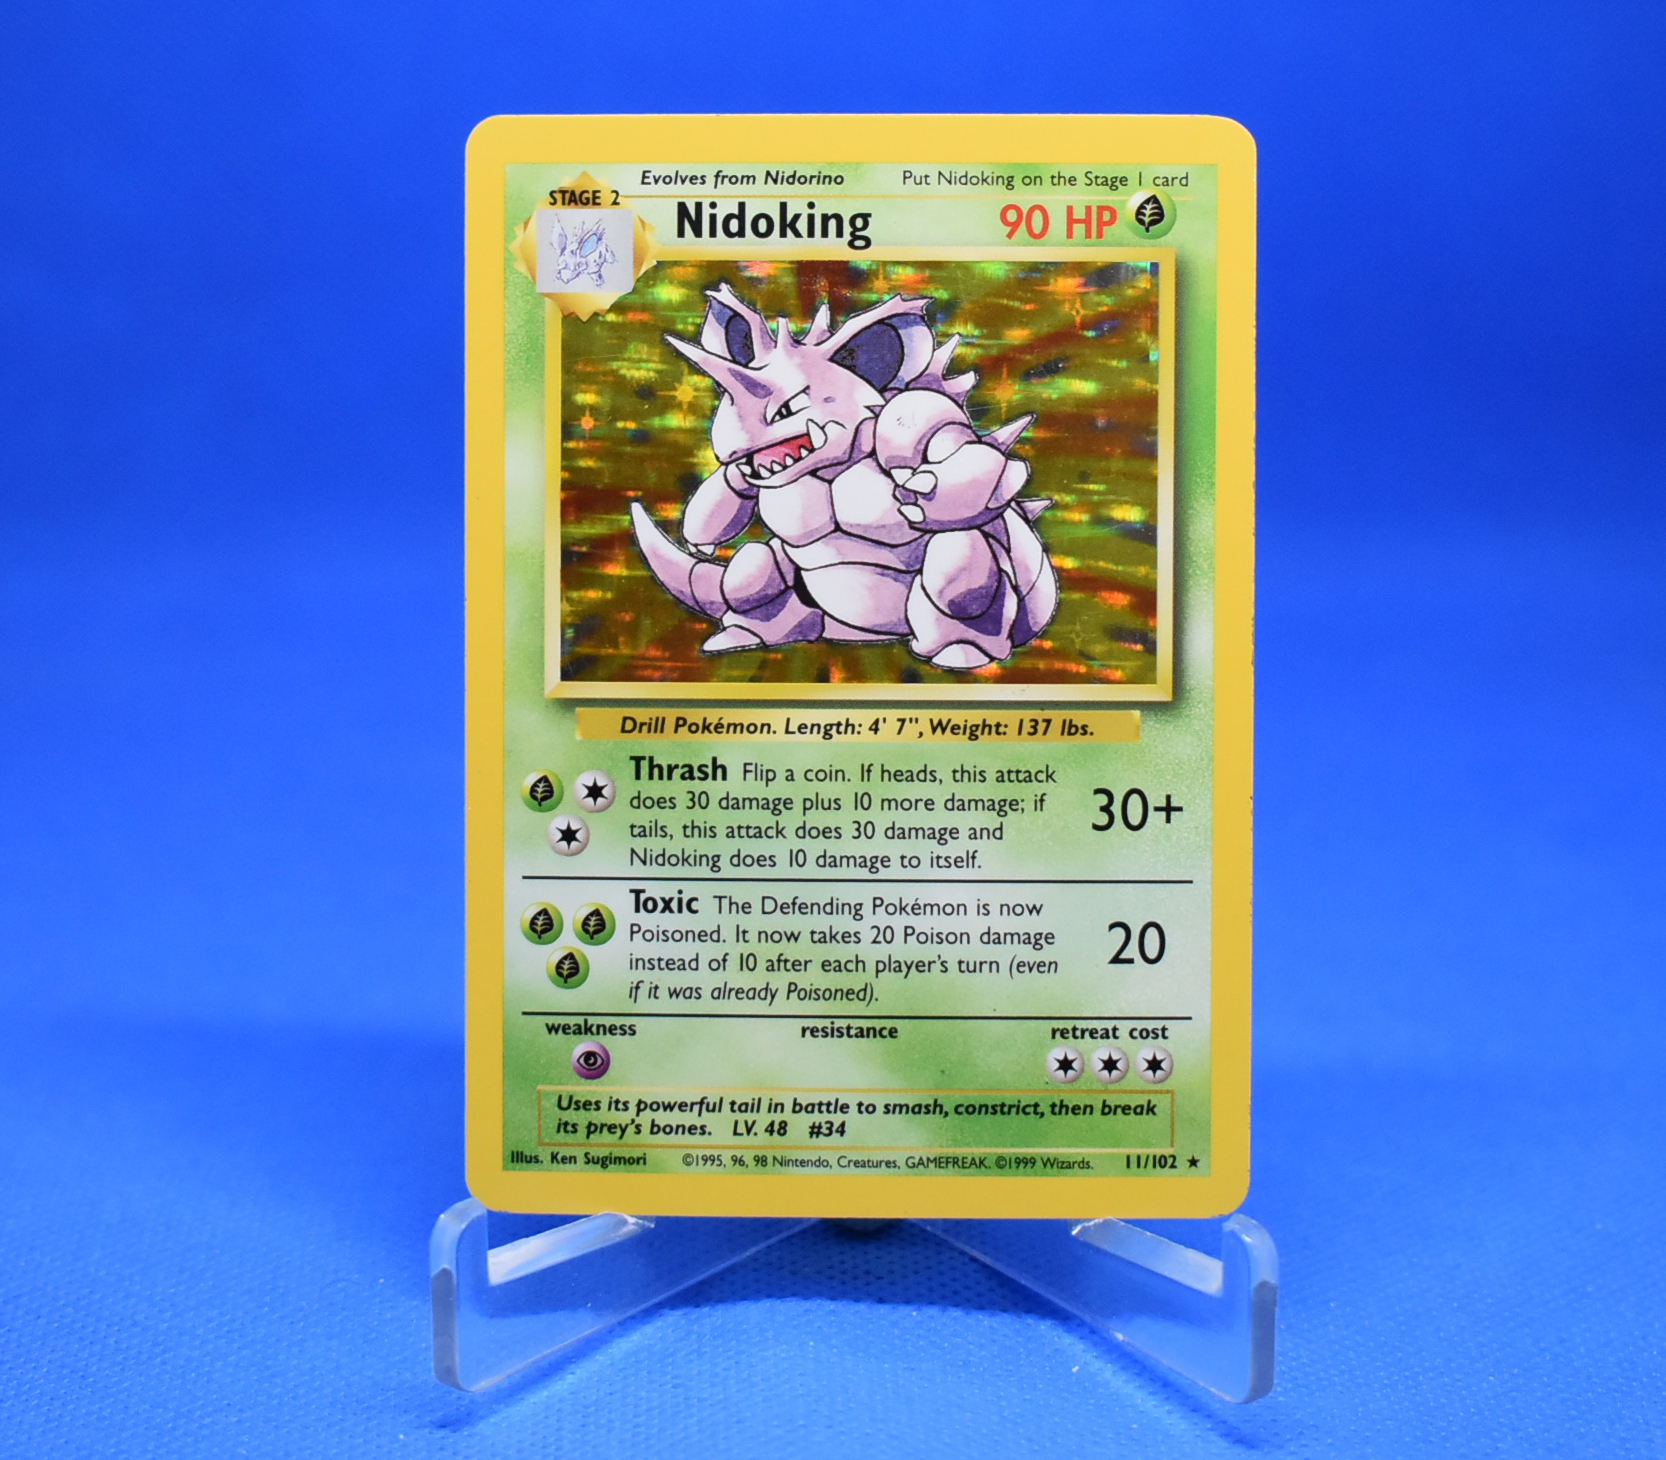 Evolves from Nidorino Put Nidoking on the Stage 1 card
STAGE 2
Nidoking 90 HP
Drill Pokémon. Length: 4' 7", Weight: 137 lbs.
Thrash Flip a coin. If heads, this attack
does 30 damage plus 10 more damage; if
tails, this attack does 30 damage and
Nidoking does 10 damage to itself.
30+
Toxic The Defending Pokémon is now
Poisoned. It now takes 20 Poison damage
instead of 10 after each player's turn (even
if it was already Poisoned).
20
weakness resistance retreat cost
Uses its powerful tail in battle to smash, constrict, then break
its prey's bones. LV. 48 #34
Illus. Ken Sugimori ©1995, 96, 98 Nintendo, Creatures, GAMEFREAK. ©1999 Wizards. 11/102 ★